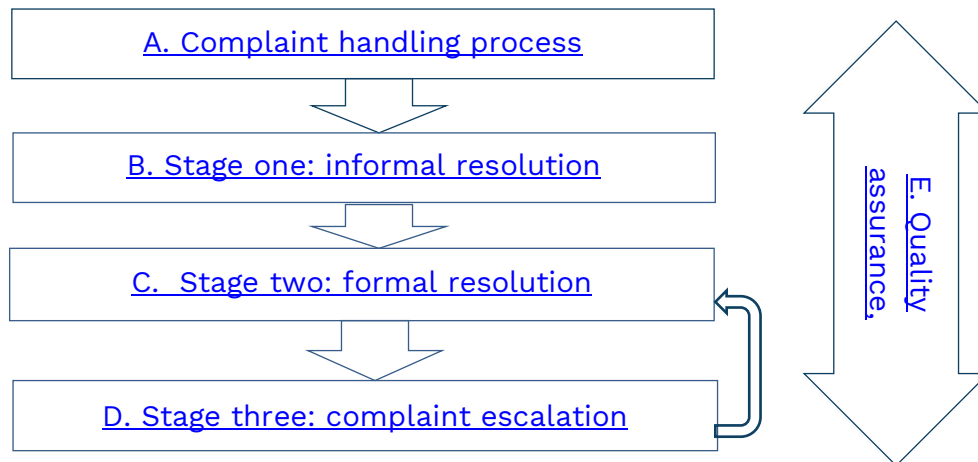 A. Complaint handling process
B. Stage one: informal resolution
C.  Stage two: formal resolution
D. Stage three: complaint escalation
E. Quality
assurance,